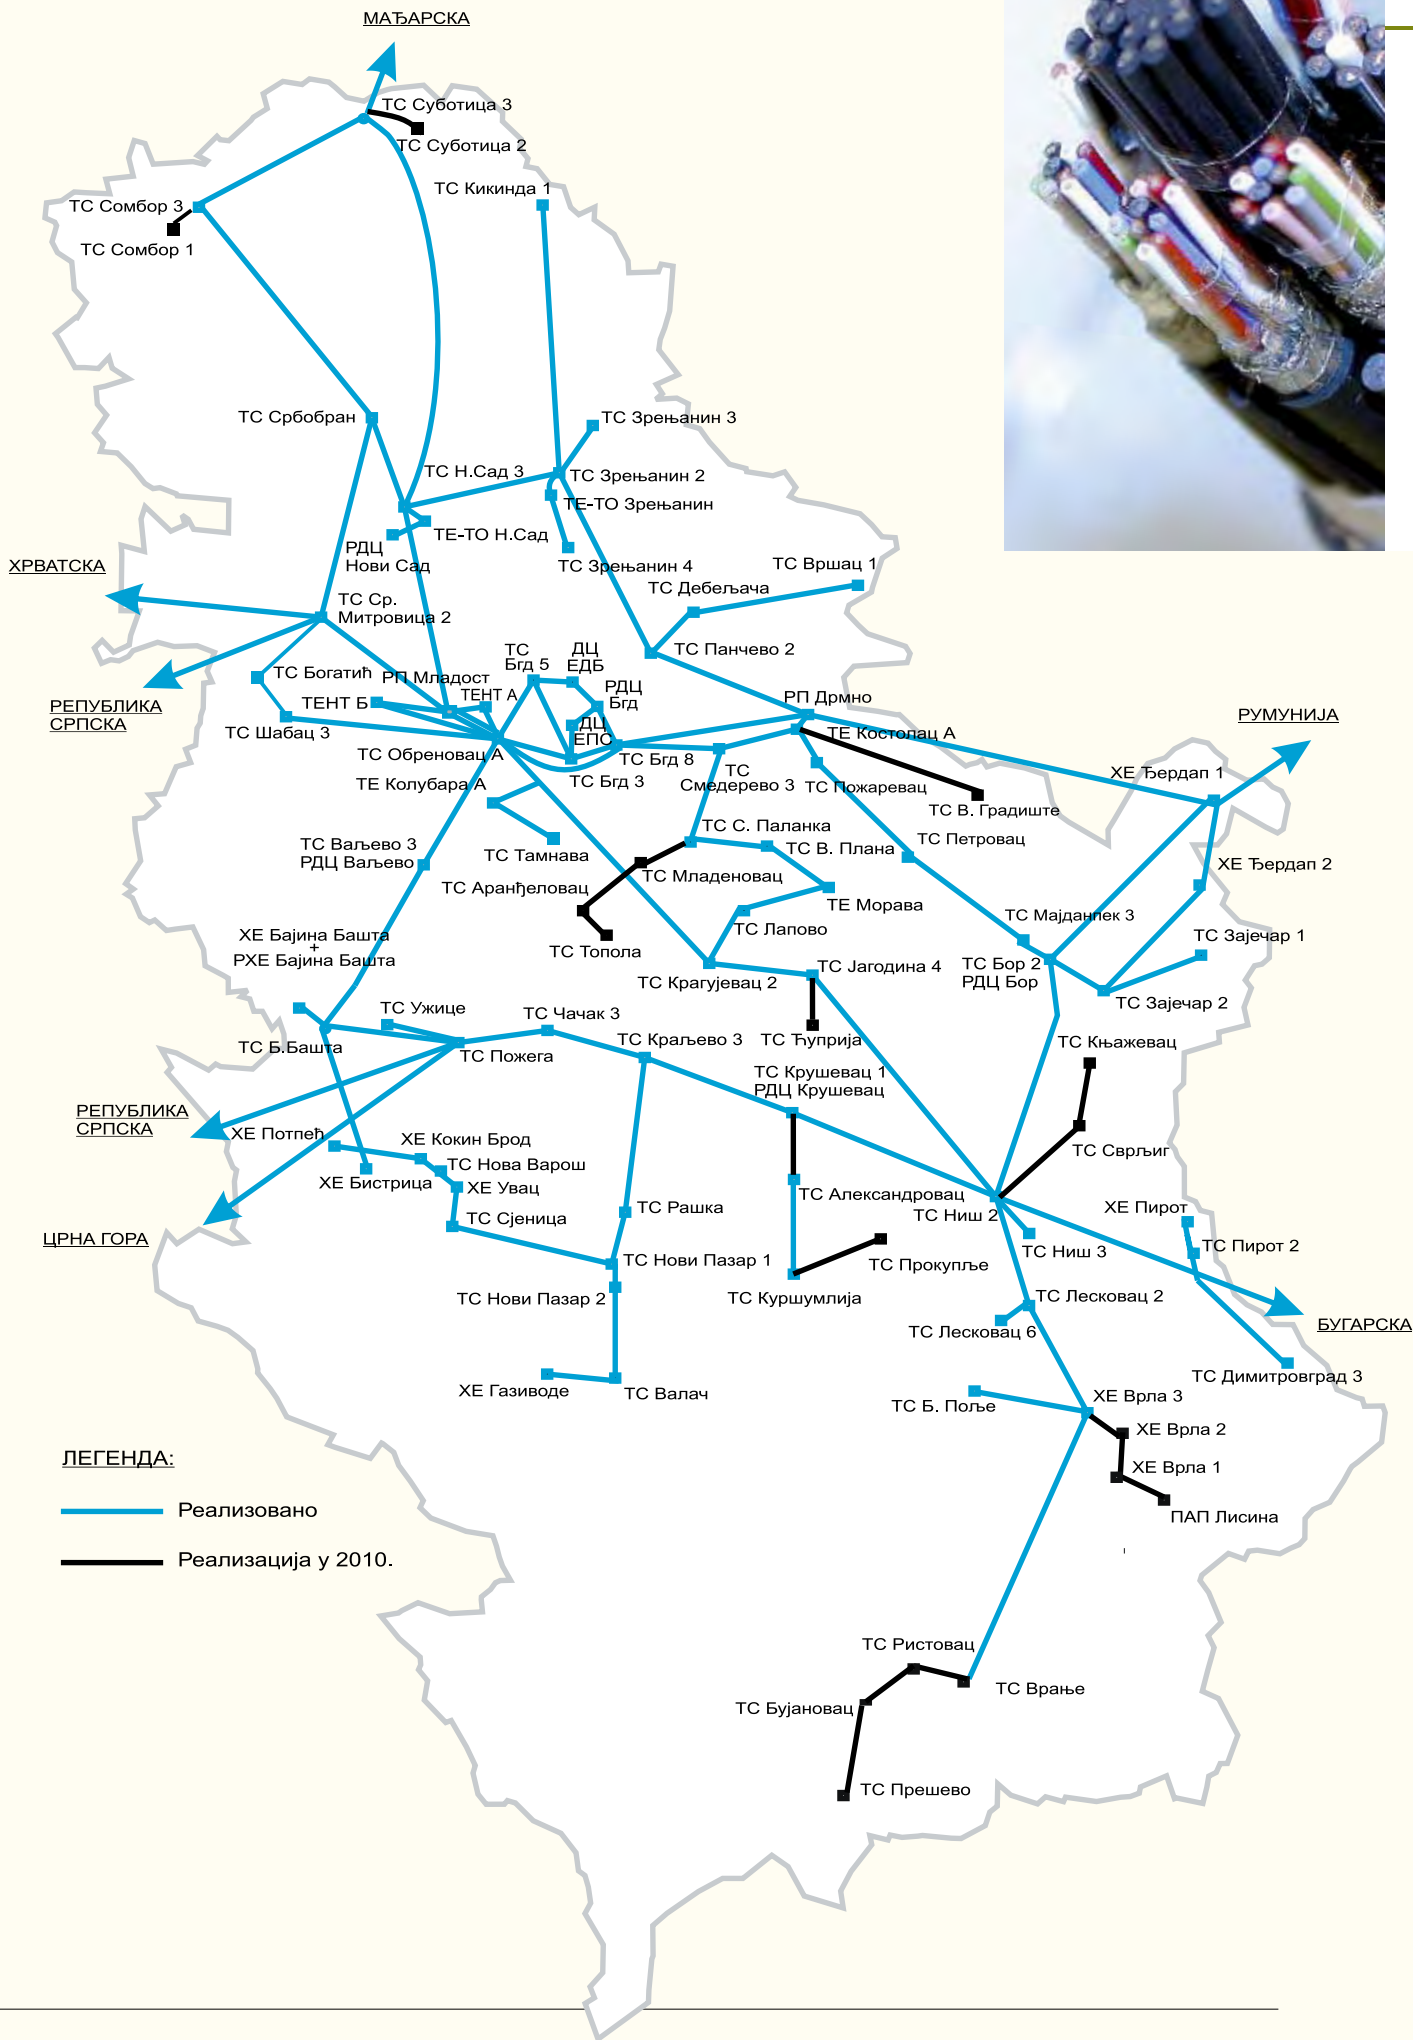 МАЂАРСКА
ТС Суботица 3
ТС Суботица 2
ТС Кикинда 1
ТС Сомбор 3
ТС Сомбор 1
ТС Србобран
ТС Зрењанин 3
ТС Н.Сад 3
ТС Зрењанин 2
ТЕ-ТО Зрењанин
ТЕ-ТО Н.Сад
РДЦ
Нови Сад
ТС Зрењанин 4
ТС Вршац 1
ХРВАТСКА
ТС Дебељача
ТС Ср.
Митровица 2
ТС Панчево 2
ТС
Бгд 5
ДЦ
ЕДБ
ТС Богатић
РП Младост
ТЕНТ А
РДЦ
Бгд
РП Дрмно
РЕПУБЛИКА
СРПСКА
ТЕНТ Б
РУМУНИЈА
ТС Шабац 3
ДЦ
ЕПС
ТЕ Костолац А
ТС Обреновац А
ТС Бгд 8
ТС
Смедерево 3
ХЕ Ђердап 1
ТЕ Колубара А
ТС Бгд 3
ТС Пожаревац
ТС В. Градиште
ТС С. Паланка
ТС Петровац
ТС Ваљево 3
РДЦ Ваљево
ТС Тамнава
ТС В. Плана
ХЕ Ђердап 2
ТС Младеновац
ТС Аранђеловац
ТЕ Морава
ТС Мајданпек 3
ТС Лапово
ХЕ Бајина Башта
+
РХЕ Бајина Башта
ТС Топола
ТС Зајечар 1
ТС Јагодина 4
ТС Бор 2
РДЦ Бор
ТС Крагујевац 2
ТС Зајечар 2
ТС Ужице
ТС Чачак 3
ТС Б.Башта
ТС Краљево 3
ТС Ћуприја
ТС Књажевац
ТС Пожега
ТС Крушевац 1
РДЦ Крушевац
РЕПУБЛИКА
СРПСКА
ХЕ Потпећ
ХЕ Кокин Брод
ТС Сврљиг
ТС Нова Варош
ХЕ Бистрица
ХЕ Увац
ТС Александровац
ТС Рашка
ТС Ниш 2
ХЕ Пирот
ТС Сјеница
ЦРНА ГОРА
ТС Ниш 3
ТС Пирот 2
ТС Нови Пазар 1
ТС Прокупље
ТС Нови Пазар 2
ТС Куршумлија
ТС Лесковац 2
БУГАРСКА
ТС Лесковац 6
ТС Димитровград 3
ХЕ Газиводе
ТС Валач
ХЕ Врла 3
ТС Б. Поље
ХЕ Врла 2
ЛЕГЕНДА:
ХЕ Врла 1
Реализовано
ПАП Лисина
Реализација у 2010.
ТС Ристовац
ТС Врање
ТС Бујановац
ТС Прешево